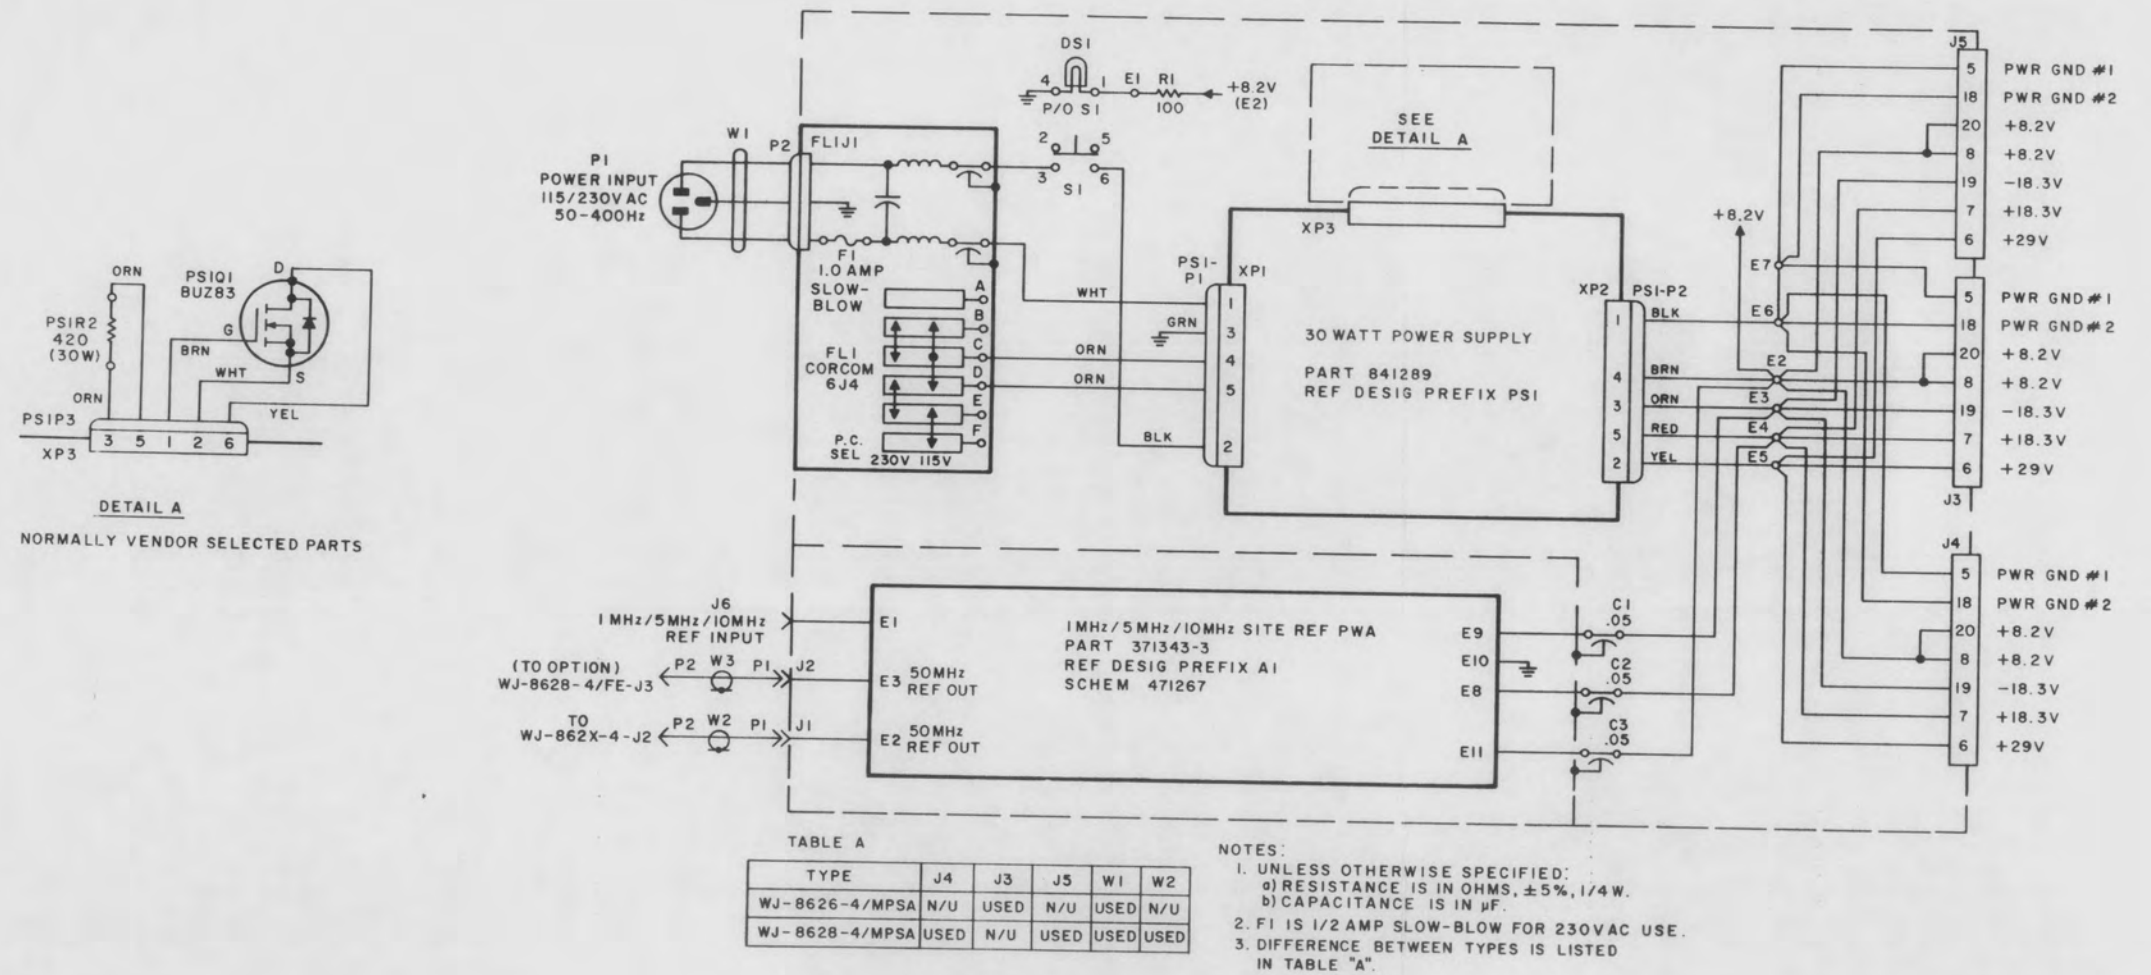 DS1
4
1
E1
R1
+8.2V
(E2)
P/O S1
100
2
5
3
6
S1
SEE
DETAIL A
W1
P2
FL1J1
P1
POWER INPUT
115/230V AC
50-400Hz
F1
1.0 AMP
SLOW-
BLOW
A
B
C
D
E
F
FL1
CORCOM
6J4
P.C.
SEL
230V 115V
WHT
GRN
ORN
ORN
BLK
PS1-
P1
XP1
1
3
4
5
2
XP3
30 WATT POWER SUPPLY
PART 841289
REF DESIG PREFIX PS1
XP2
PS1-P2
1
BLK
4
BRN
3
ORN
5
RED
2
YEL
+8.2V
E7
E6
E2
E3
E4
E5
J5
5 PWR GND #1
18 PWR GND #2
20 +8.2V
8 +8.2V
19 -18.3V
7 +18.3V
6 +29V
5 PWR GND #1
18 PWR GND #2
20 +8.2V
8 +8.2V
19 -18.3V
7 +18.3V
6 +29V
J3
J4
5 PWR GND #1
18 PWR GND #2
20 +8.2V
8 +8.2V
19 -18.3V
7 +18.3V
6 +29V
ORN
PS1Q1
BUZ83
D
G
S
PS1R2
420
(30W)
BRN
WHT
ORN
YEL
PS1P3
3 5 1 2 6
XP3
DETAIL A
NORMALLY VENDOR SELECTED PARTS
J6
1MHz/5MHz/10MHz
REF INPUT
E1
(TO OPTION)
WJ-8628-4/FE-J3
P2 W3 P1 J2
E3 50MHz
REF OUT
TO
WJ-862X-4-J2
P2 W2 P1 J1
E2 50MHz
REF OUT
1MHz/5MHz/10MHz SITE REF PWA
PART 371343-3
REF DESIG PREFIX A1
SCHEM 471267
E9
E10
E8
E11
C1
.05
C2
.05
C3
.05
TABLE A
TYPE J4 J3 J5 W1 W2
WJ-8626-4/MPSA N/U USED N/U USED N/U
WJ-8628-4/MPSA USED N/U USED USED USED
NOTES:
1. UNLESS OTHERWISE SPECIFIED:
a) RESISTANCE IS IN OHMS, ±5%, 1/4W.
b) CAPACITANCE IS IN µF.
2. F1 IS 1/2 AMP SLOW-BLOW FOR 230VAC USE.
3. DIFFERENCE BETWEEN TYPES IS LISTED
IN TABLE "A".